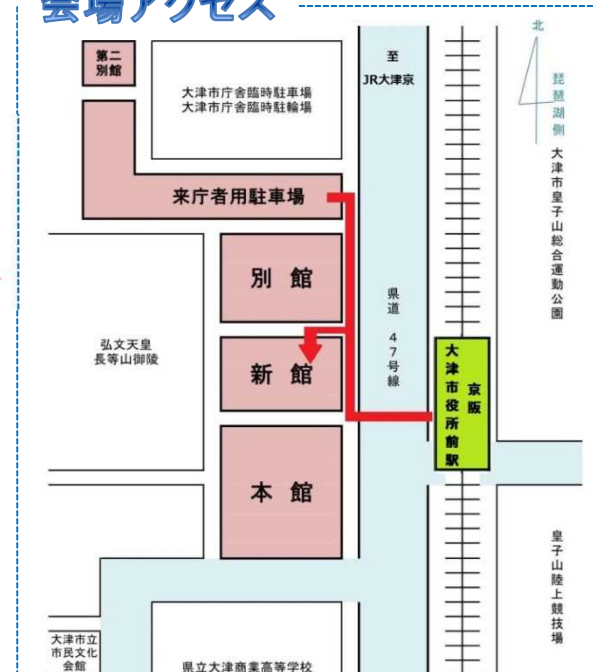 会場アクセス
北
第二
別館
至
JR大津京
琵琶湖側
大津市庁舎臨時駐車場
大津市庁舎臨時駐輪場
大津市皇子山総合運動公園
来庁者用駐車場
別館
県道47号線
弘文天皇
長等山御陵
新館
京阪
大津市役所前駅
本館
皇子山陸上競技場
大津市立
市民文化
会館
県立大津商業高等学校